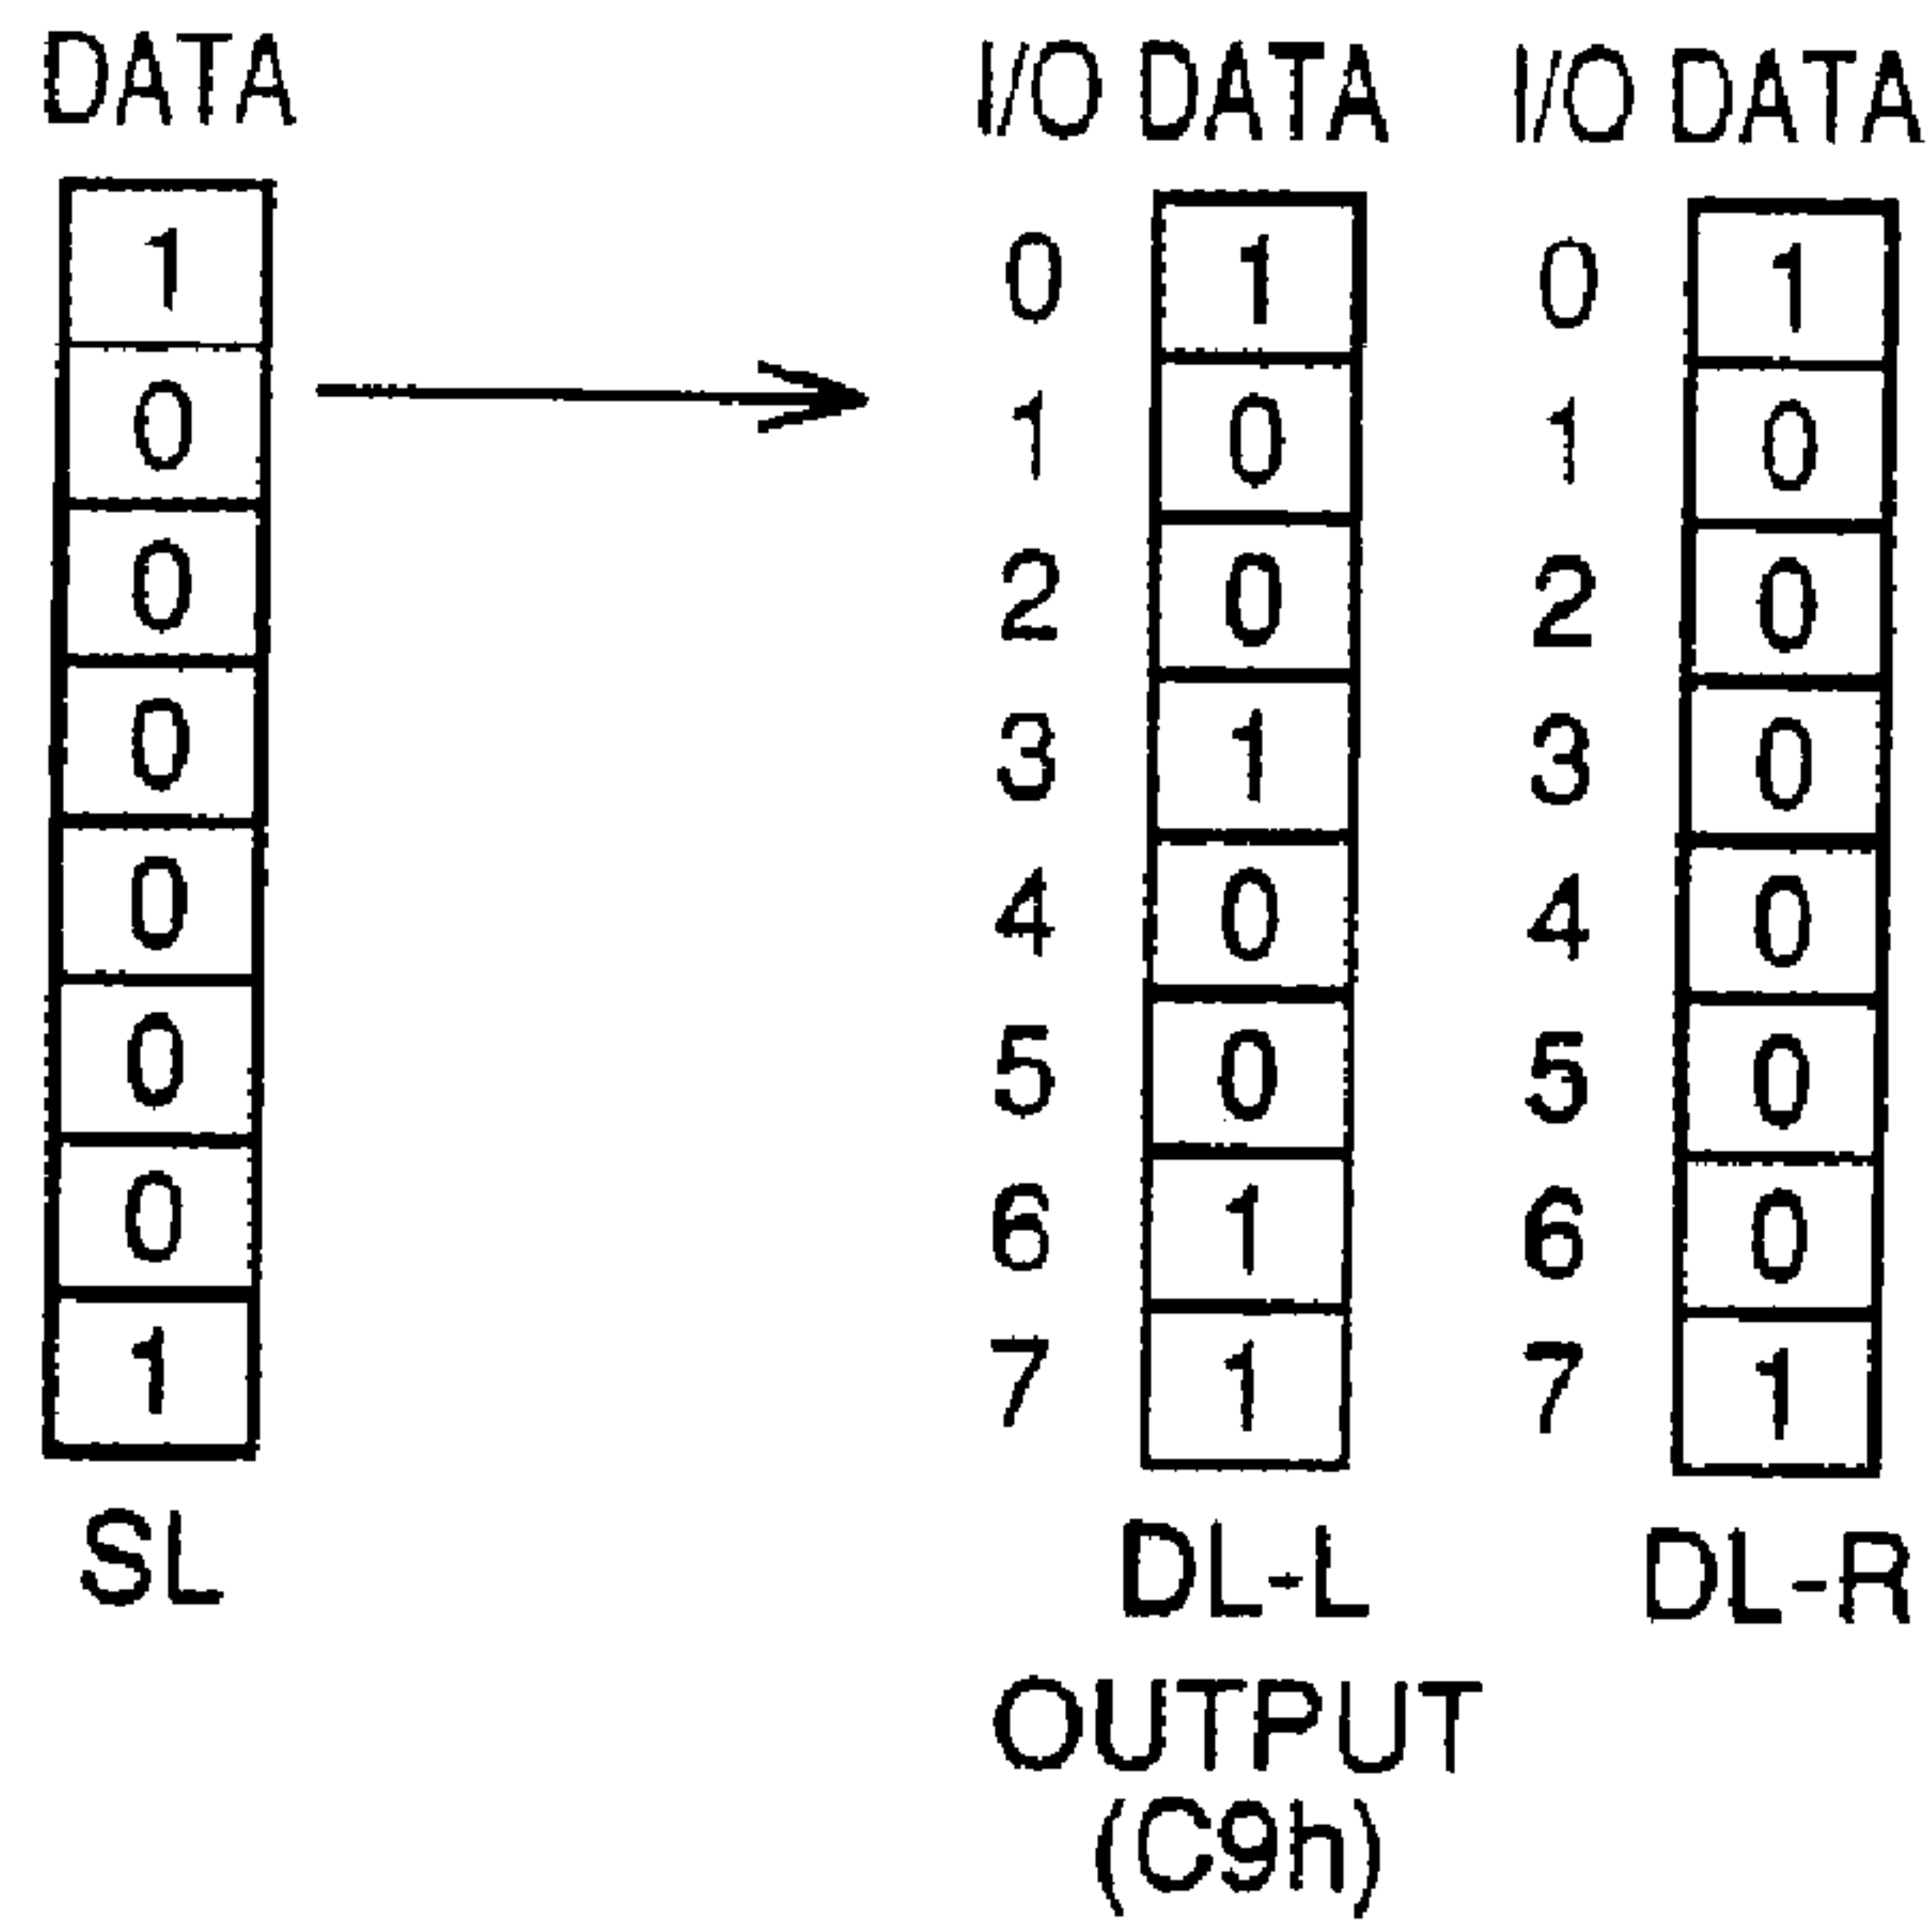 DATA I/O DATA I/O DATA
1 0 1 0 1
0 1 0 1 0
0 2 0 2 0
0 3 1 3 0
0 4 0 4 0
0 5 0 5 0
0 6 1 6 0
1 7 1 7 1
SL DL-L DL-R
OUTPUT
(C9h)